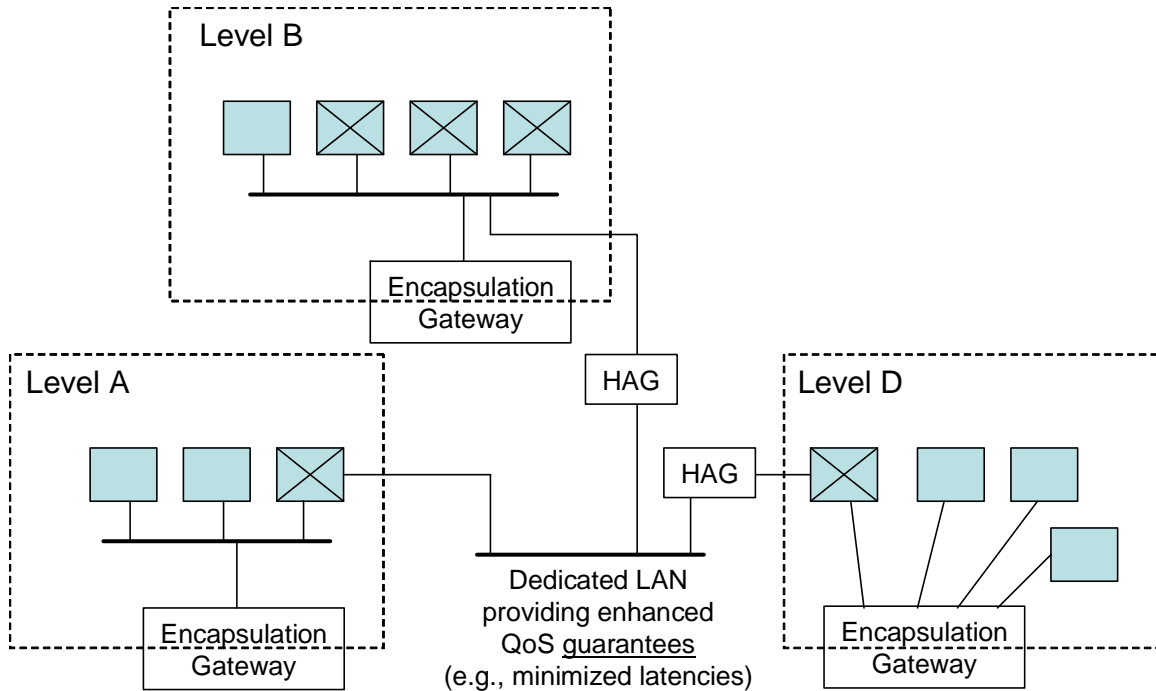 Level B
Encapsulation
Gateway
HAG
Level A
Encapsulation
Gateway
Level D
HAG
Encapsulation
Gateway
Dedicated LAN
providing enhanced
QoS guarantees
(e.g., minimized latencies)